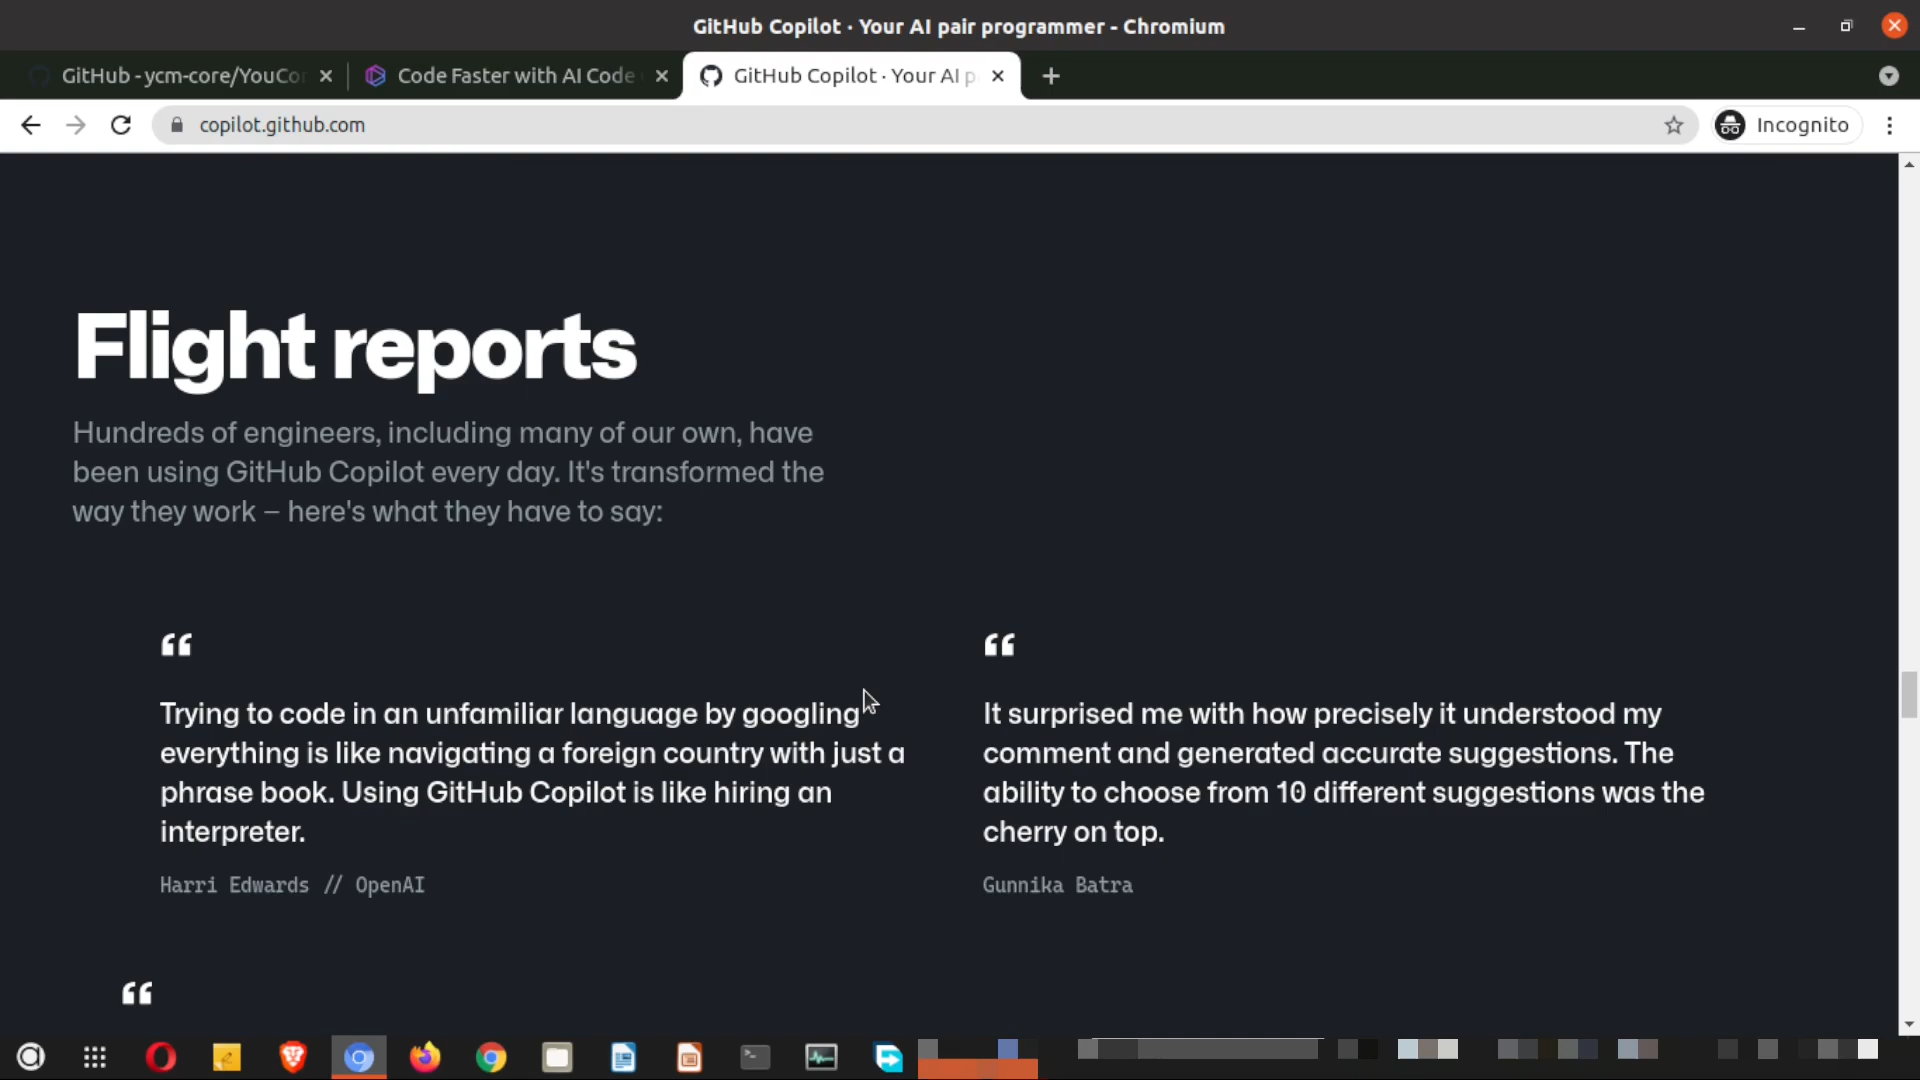 GitHub Copilot · Your AI pair programmer - Chromium
GitHub - ycm-core/YouCo
Code Faster with AI Code
GitHub Copilot · Your AI p
copilot.github.com
Incognito
Flight reports
Hundreds of engineers, including many of our own, have
been using GitHub Copilot every day. It's transformed the
way they work – here's what they have to say:
“
Trying to code in an unfamiliar language by googling
everything is like navigating a foreign country with just a
phrase book. Using GitHub Copilot is like hiring an
interpreter.
Harri Edwards // OpenAI
“
It surprised me with how precisely it understood my
comment and generated accurate suggestions. The
ability to choose from 10 different suggestions was the
cherry on top.
Gunnika Batra
“